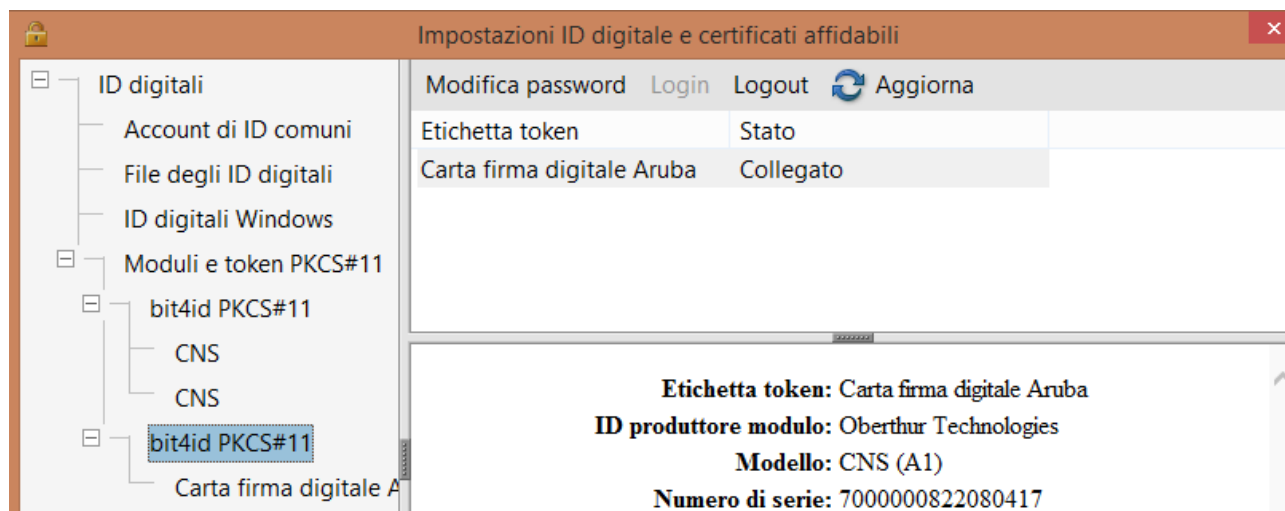 Impostazioni ID digitale e certificati affidabili
ID digitali
Account di ID comuni
File degli ID digitali
ID digitali Windows
Moduli e token PKCS#11
bit4id PKCS#11
CNS
CNS
bit4id PKCS#11
Carta firma digitale A
Modifica password Login Logout Aggiorna
Etichetta token Stato
Carta firma digitale Aruba Collegato
Etichetta token: Carta firma digitale Aruba
ID produttore modulo: Oberthur Technologies
Modello: CNS (A1)
Numero di serie: 7000000822080417